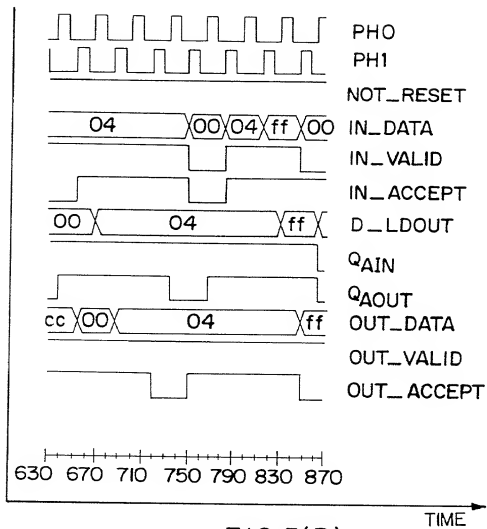 PH0
PH1
NOT_RESET
04 00 04 ff 00 IN_DATA
IN_VALID
IN_ACCEPT
00 04 ff D_LDOUT
QAIN
QAOUT
cc 00 04 ff OUT_DATA
OUT_VALID
OUT_ACCEPT
630 670 710 750 790 830 870
TIME